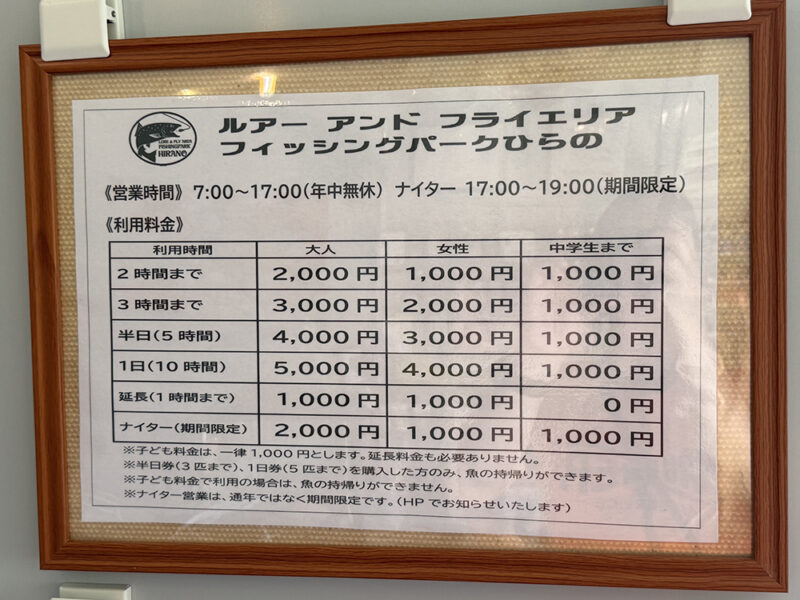 ルアー アンド フライエリア
フィッシングパークひらの
LURE & FLY AREA
FISHINGPARK
HIRANO
《営業時間》 7:00～17:00(年中無休) ナイター 17:00～19:00(期間限定)
《利用料金》
利用時間 大人 女性 中学生まで
2時間まで 2,000円 1,000円 1,000円
3時間まで 3,000円 2,000円 1,000円
半日(5時間) 4,000円 3,000円 1,000円
1日(10時間) 5,000円 4,000円 1,000円
延長(1時間まで) 1,000円 1,000円 0円
ナイター(期間限定) 2,000円 1,000円 1,000円
※子ども料金は、一律1,000円とします。延長料金も必要ありません。
※半日券(3匹まで)、1日券(5匹まで)を購入した方のみ、魚の持帰りができます。
※子ども料金で利用の場合は、魚の持帰りができません。
※ナイター営業は、通年ではなく期間限定です。(HPでお知らせいたします)